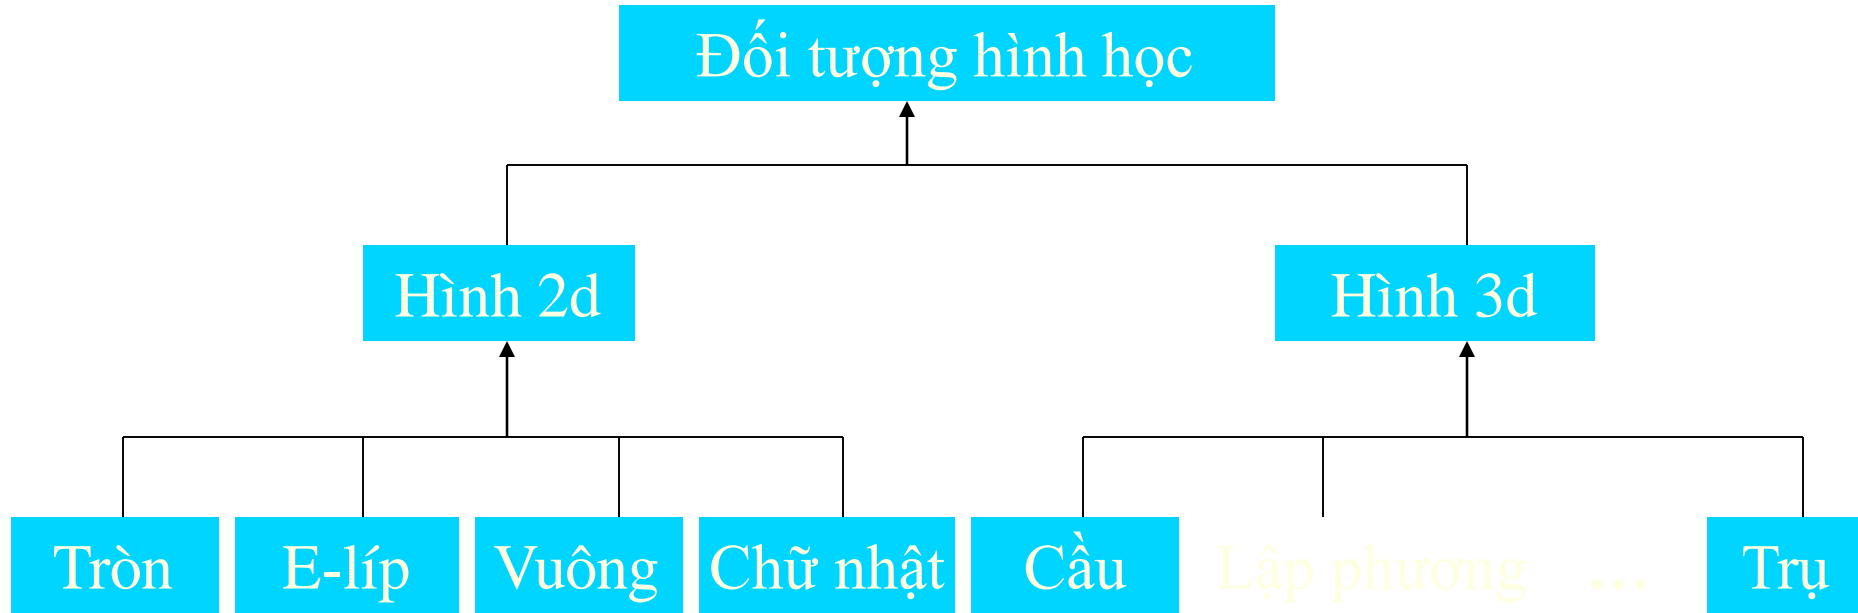 Đối tượng hình học
Hình 2d
Hình 3d
Tròn
E-líp
Vuông
Chữ nhật
Cầu
Lập phương
...
Trụ